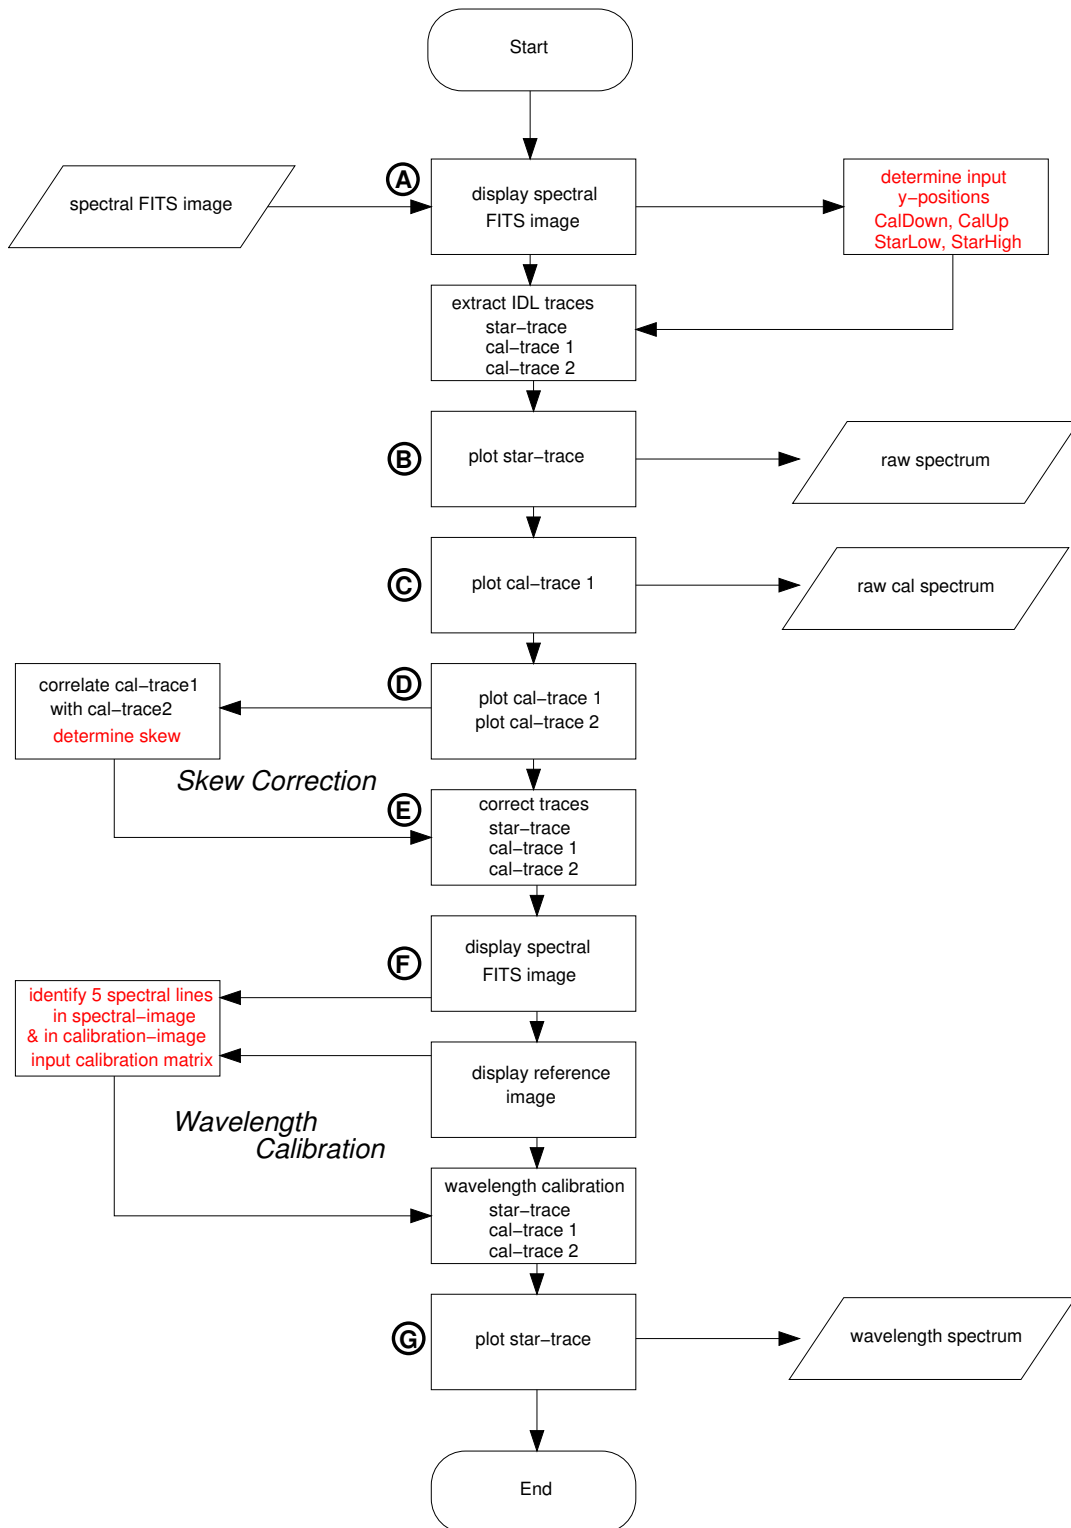 Start
A
spectral FITS image
display spectral
FITS image
determine input
y−positions
CalDown, CalUp
StarLow, StarHigh
extract IDL traces
star−trace
cal−trace 1
cal−trace 2
B
plot star−trace
raw spectrum
C
plot cal−trace 1
raw cal spectrum
D
correlate cal−trace1
with cal−trace2
determine skew
plot cal−trace 1
plot cal−trace 2
Skew Correction
E
correct traces
star−trace
cal−trace 1
cal−trace 2
F
display spectral
FITS image
identify 5 spectral lines
in spectral−image
& in calibration−image
input calibration matrix
display reference
image
Wavelength
Calibration
wavelength calibration
star−trace
cal−trace 1
cal−trace 2
G
plot star−trace
wavelength spectrum
End